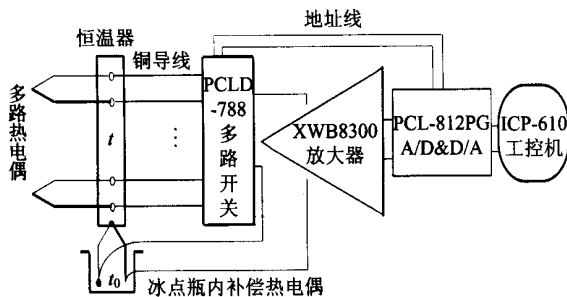 地址线
恒温器
铜导线
多路热电偶
t
⋮
PCLD
-788
多
路
开
关
XWB8300
放大器
PCL-812PG
A/D&D/A
ICP-610
工控机
t₀
冰点瓶内补偿热电偶